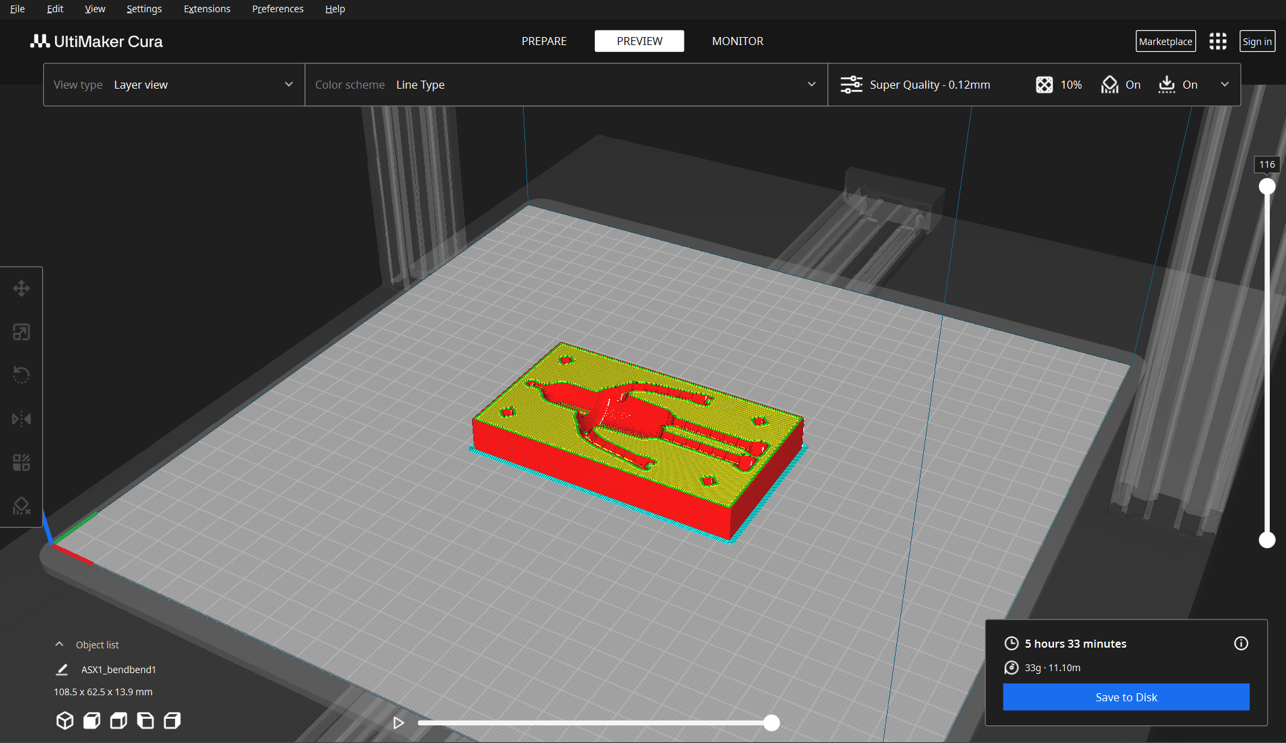 File Edit View Settings Extensions Preferences Help
UltiMaker Cura PREPARE PREVIEW MONITOR Marketplace Sign in
View type Layer view Color scheme Line Type Super Quality - 0.12mm 10% On On
116
Object list
ASX1_bendbend1
108.5 x 62.5 x 13.9 mm
5 hours 33 minutes
33g · 11.10m
Save to Disk